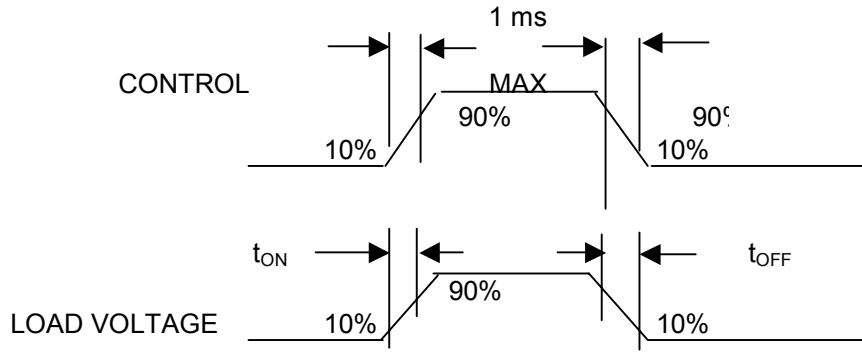 1 ms
CONTROL MAX
90% 90%
10% 10%
tON tOFF
90%
LOAD VOLTAGE 10% 10%